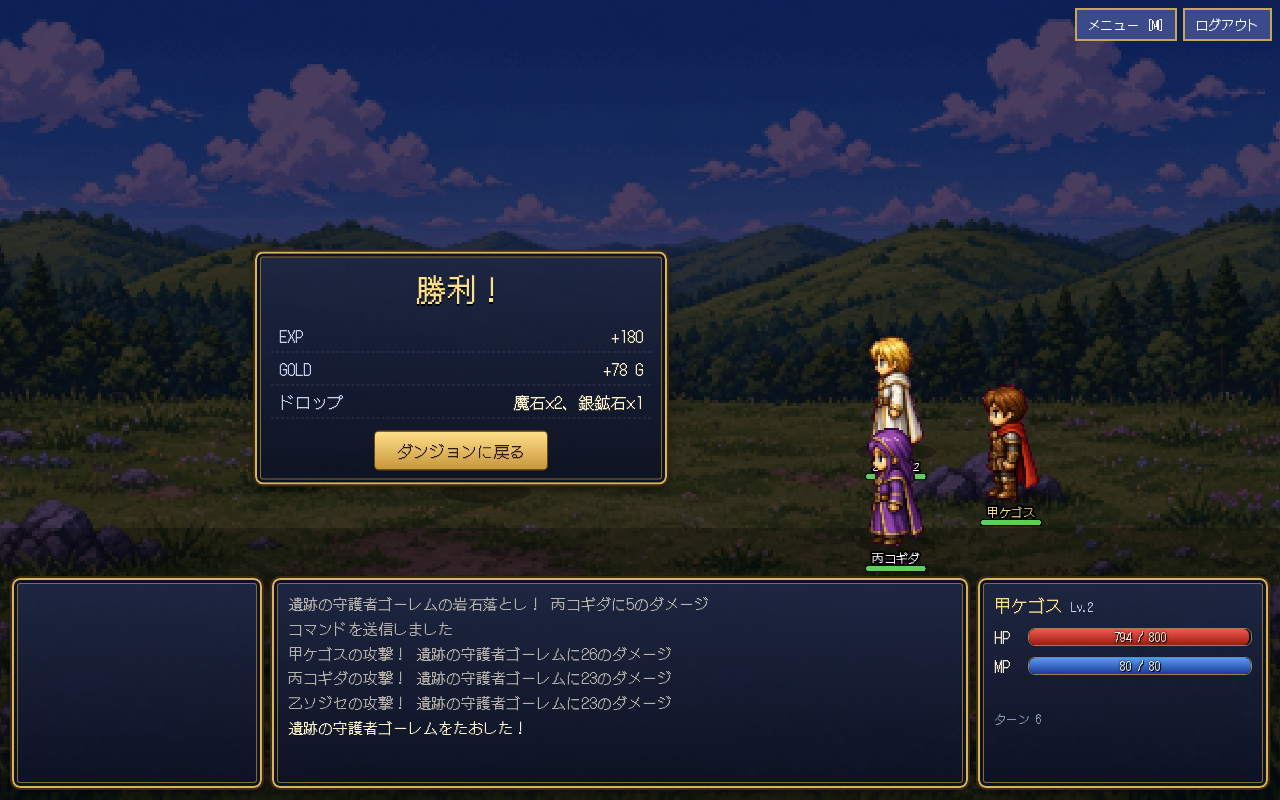 メニュー [M] ログアウト
勝利！
EXP +180
GOLD +78 G
ドロップ 魔石x2、銀鉱石x1
ダンジョンに戻る
2
甲ケゴス
丙コギダ
遺跡の守護者ゴーレムの岩石落とし！ 丙コギダに5のダメージ
コマンドを送信しました
甲ケゴスの攻撃！ 遺跡の守護者ゴーレムに26のダメージ
丙コギダの攻撃！ 遺跡の守護者ゴーレムに23のダメージ
乙ソジセの攻撃！ 遺跡の守護者ゴーレムに23のダメージ
遺跡の守護者ゴーレムをたおした！
甲ケゴス Lv.2
HP 794 / 800
MP 80 / 80
ターン 6